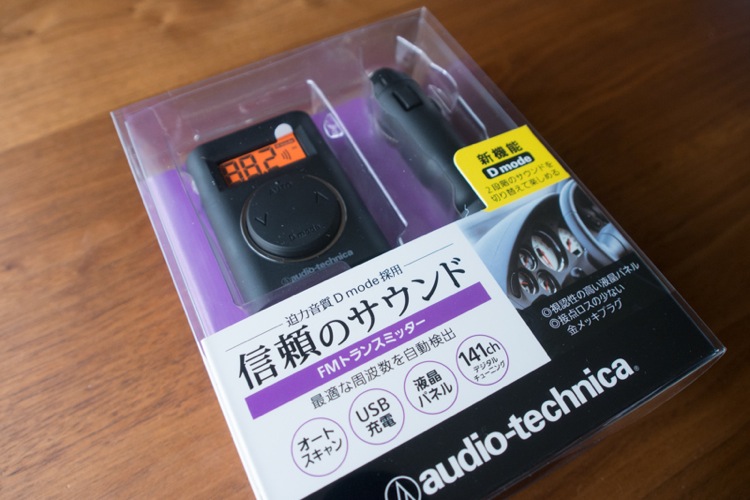 88.2
audio-technica
新機能
D mode
2段階のサウンドを
切り替えて楽しめる
迫力音質 D mode 採用
信頼のサウンド
FMトランスミッター
最適な周波数を自動検出
オート
スキャン
USB
充電
液晶
パネル
141ch
デジタル
チューニング
◎視認性の高い液晶パネル
◎接点ロスの少ない
金メッキプラグ
audio-technica®